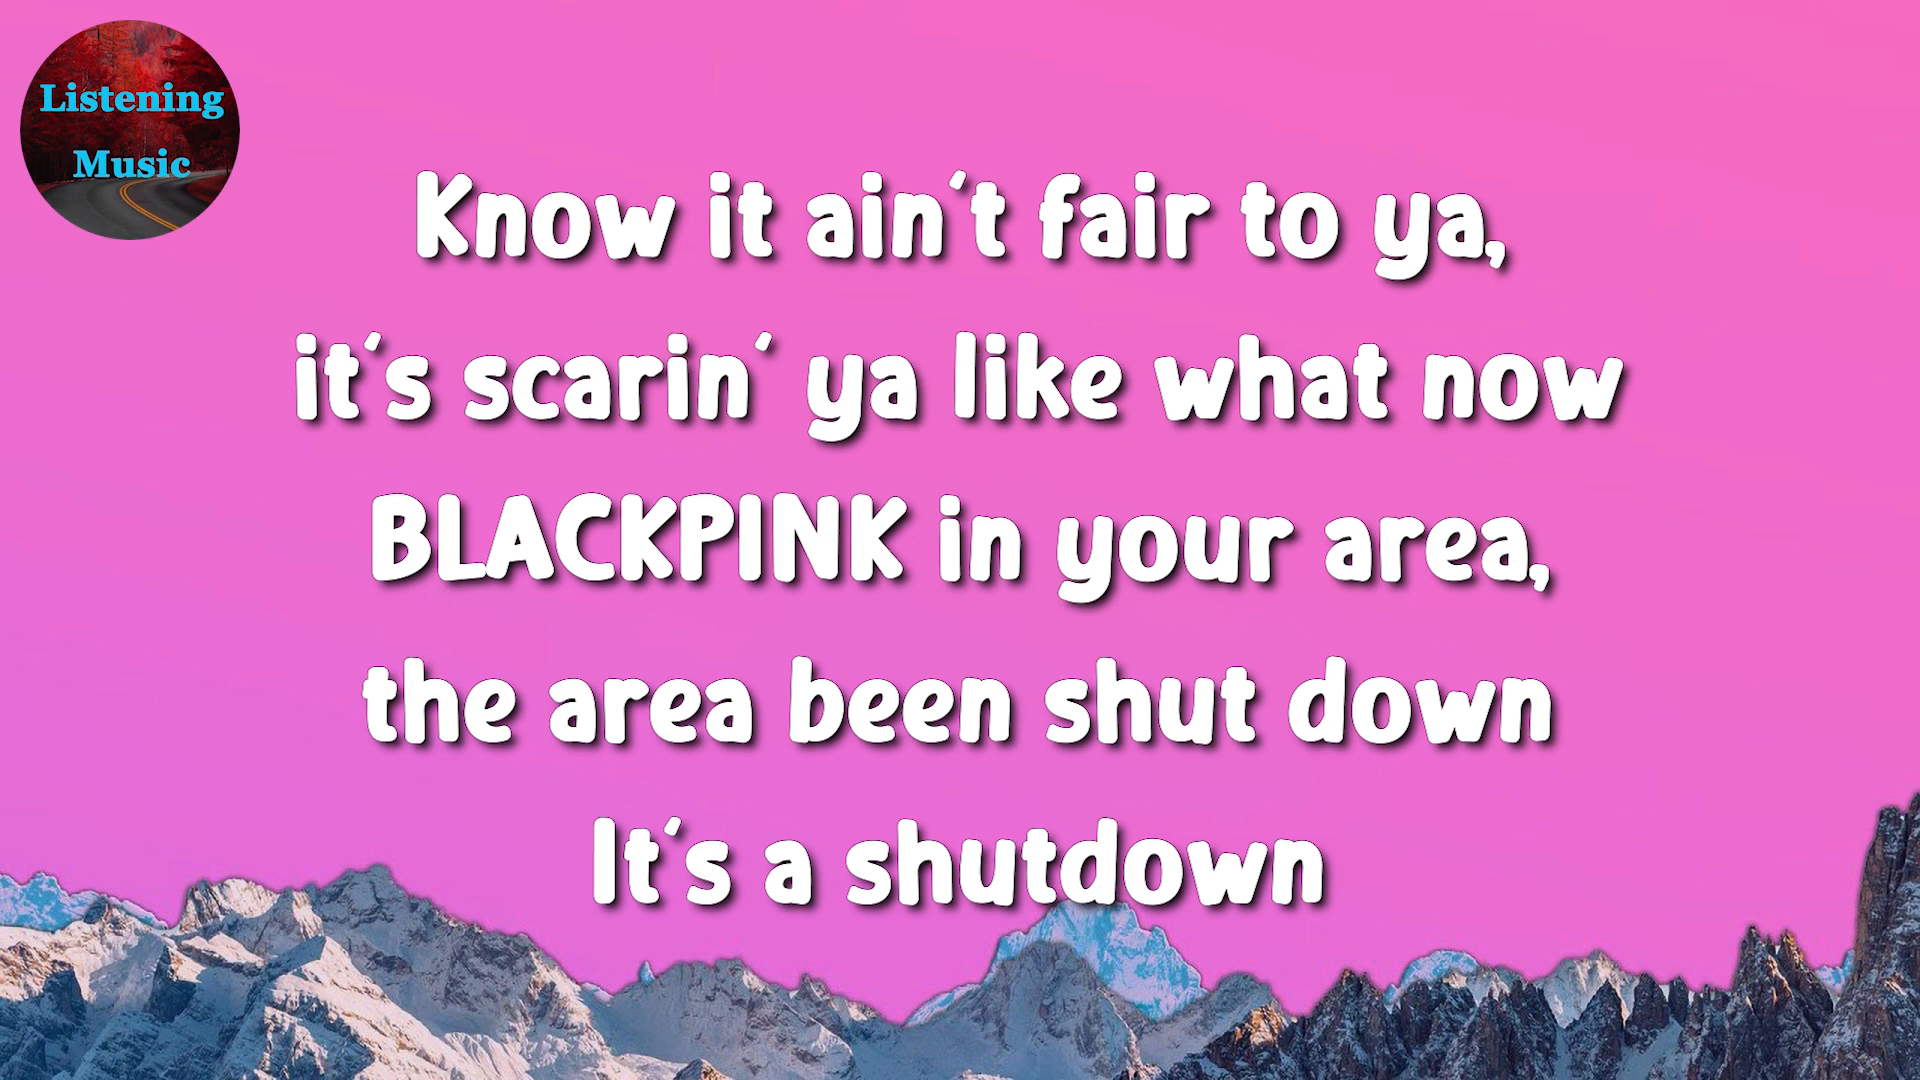 Listening
Music
Know it ain't fair to ya,
it's scarin' ya like what now
BLACKPINK in your area,
the area been shut down
It's a shutdown